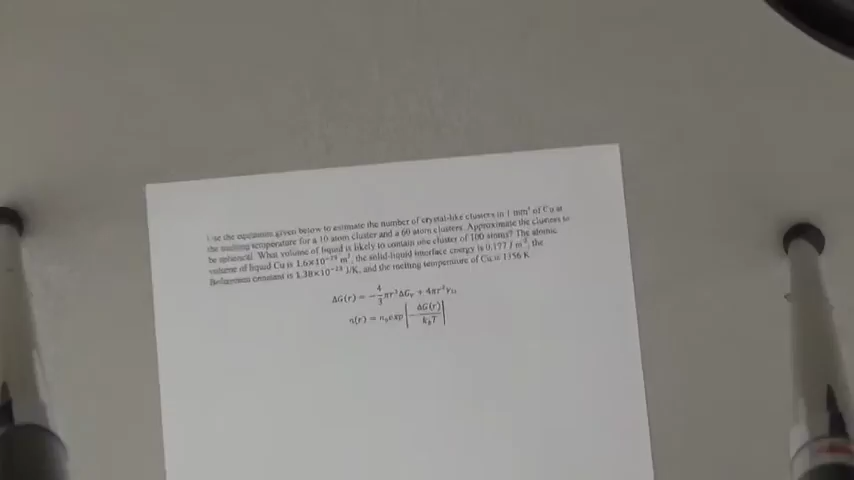 Use the equations given below to estimate the number of crystal-like clusters in 1 mm³ of Cu at
the melting temperature for a 10 atom cluster and a 60 atom clusters. Approximate the clusters to
be spherical. What volume of liquid is likely to contain one cluster of 100 atoms? The atomic
volume of liquid Cu is 1.6×10⁻²⁹ m³, the solid-liquid interface energy is 0.177 J m⁻², the
Boltzmann constant is 1.38×10⁻²³ J/K, and the melting temperature of Cu is 1356 K
ΔG(r) = −4/3 πr³ΔGᵥ + 4πr²γₛₗ
n(r) = n₀exp[−ΔG(r)/k_bT]